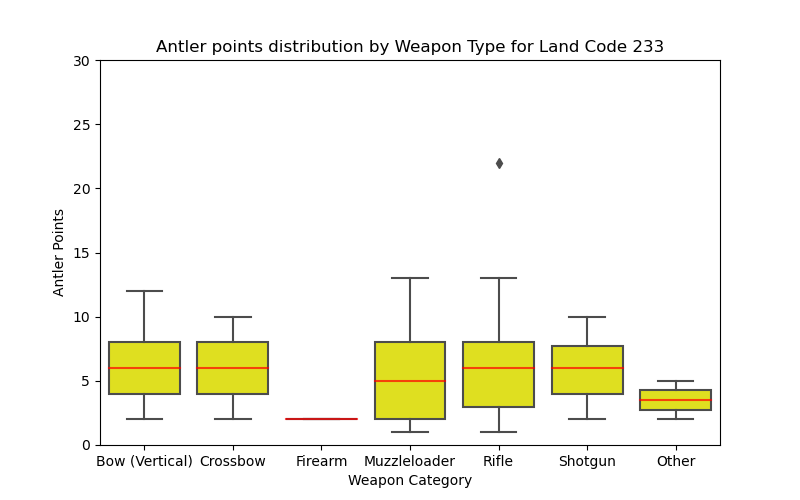 Antler points distribution by Weapon Type for Land Code 233
30
25
20
15
10
5
0
Antler Points
Bow (Vertical) Crossbow Firearm Muzzleloader Rifle Shotgun Other
Weapon Category